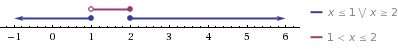 x ≤ 1 ⋁ x ≥ 2
1 < x ≤ 2
−1 0 1 2 3 4 5 6